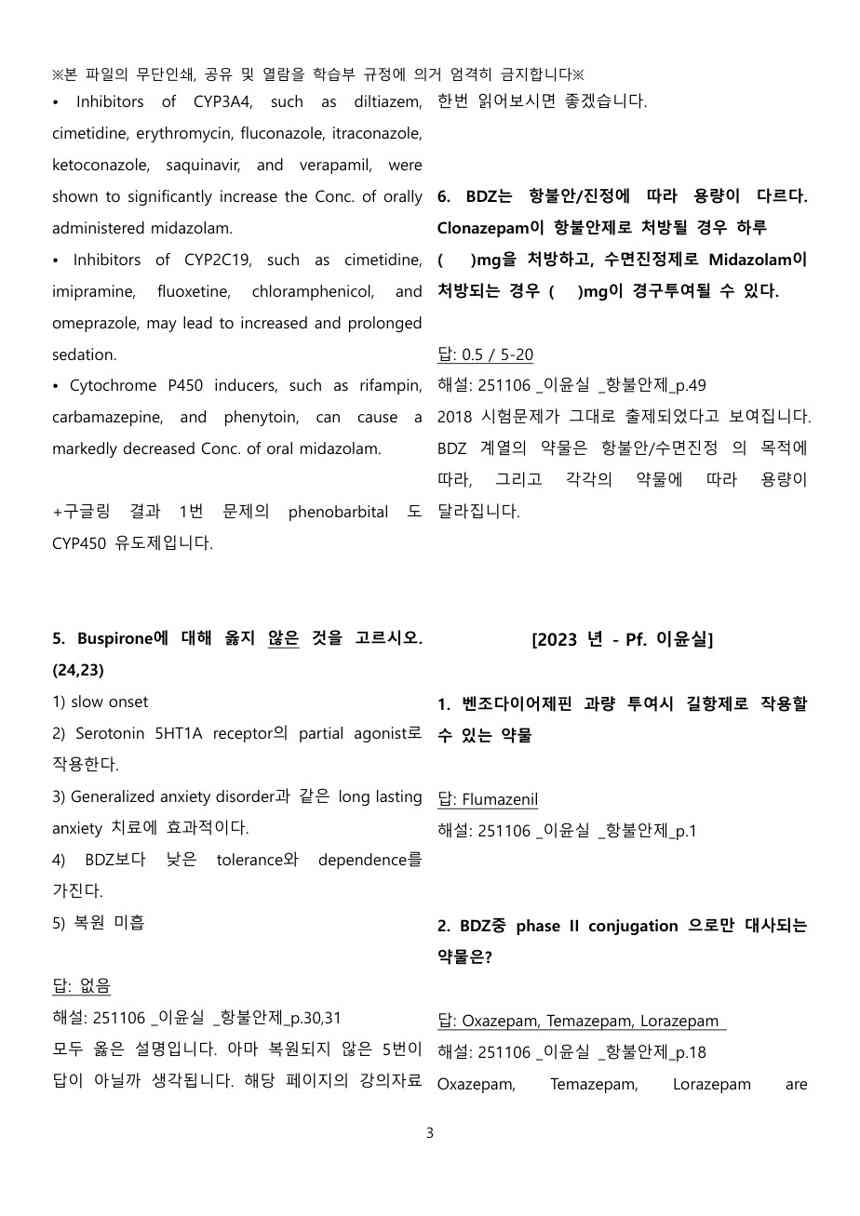 ※본 파일의 무단인쇄, 공유 및 열람을 학습부 규정에 의거 엄격히 금지합니다※
• Inhibitors of CYP3A4, such as diltiazem,
cimetidine, erythromycin, fluconazole, itraconazole,
ketoconazole, saquinavir, and verapamil, were
shown to significantly increase the Conc. of orally
administered midazolam.
• Inhibitors of CYP2C19, such as cimetidine,
imipramine, fluoxetine, chloramphenicol, and
omeprazole, may lead to increased and prolonged
sedation.
• Cytochrome P450 inducers, such as rifampin,
carbamazepine, and phenytoin, can cause a
markedly decreased Conc. of oral midazolam.
+구글링 결과 1번 문제의 phenobarbital 도
CYP450 유도제입니다.
5. Buspirone에 대해 옳지 않은 것을 고르시오.
(24,23)
1) slow onset
2) Serotonin 5HT1A receptor의 partial agonist로
작용한다.
3) Generalized anxiety disorder과 같은 long lasting
anxiety 치료에 효과적이다.
4) BDZ보다 낮은 tolerance와 dependence를
가진다.
5) 복원 미흡
답: 없음
해설: 251106 _이윤실 _항불안제_p.30,31
모두 옳은 설명입니다. 아마 복원되지 않은 5번이
답이 아닐까 생각됩니다. 해당 페이지의 강의자료
한번 읽어보시면 좋겠습니다.
6. BDZ는 항불안/진정에 따라 용량이 다르다.
Clonazepam이 항불안제로 처방될 경우 하루
( )mg을 처방하고, 수면진정제로 Midazolam이
처방되는 경우 ( )mg이 경구투여될 수 있다.
답: 0.5 / 5-20
해설: 251106 _이윤실 _항불안제_p.49
2018 시험문제가 그대로 출제되었다고 보여집니다.
BDZ 계열의 약물은 항불안/수면진정 의 목적에
따라, 그리고 각각의 약물에 따라 용량이
달라집니다.
[2023 년 - Pf. 이윤실]
1. 벤조다이어제핀 과량 투여시 길항제로 작용할
수 있는 약물
답: Flumazenil
해설: 251106 _이윤실 _항불안제_p.1
2. BDZ중 phase II conjugation 으로만 대사되는
약물은?
답: Oxazepam, Temazepam, Lorazepam
해설: 251106 _이윤실 _항불안제_p.18
Oxazepam, Temazepam, Lorazepam are
3